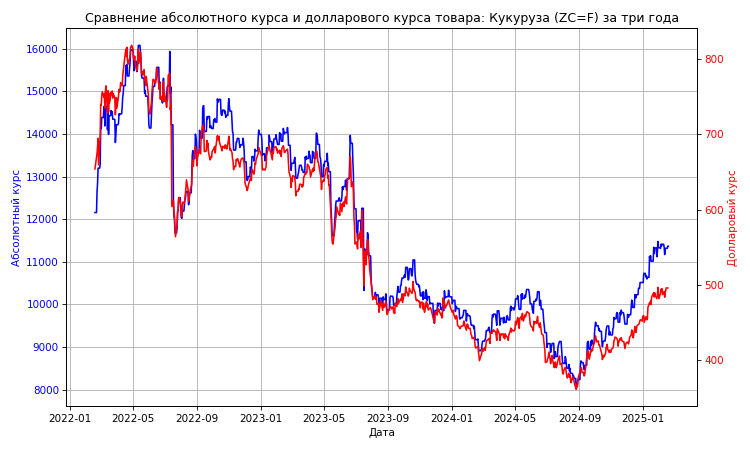 Сравнение абсолютного курса и долларового курса товара: Кукуруза (ZC=F) за три года
Абсолютный курс
16000
15000
14000
13000
12000
11000
10000
9000
8000
Долларовый курс
800
700
600
500
400
2022-01 2022-05 2022-09 2023-01 2023-05 2023-09 2024-01 2024-05 2024-09 2025-01
Дата